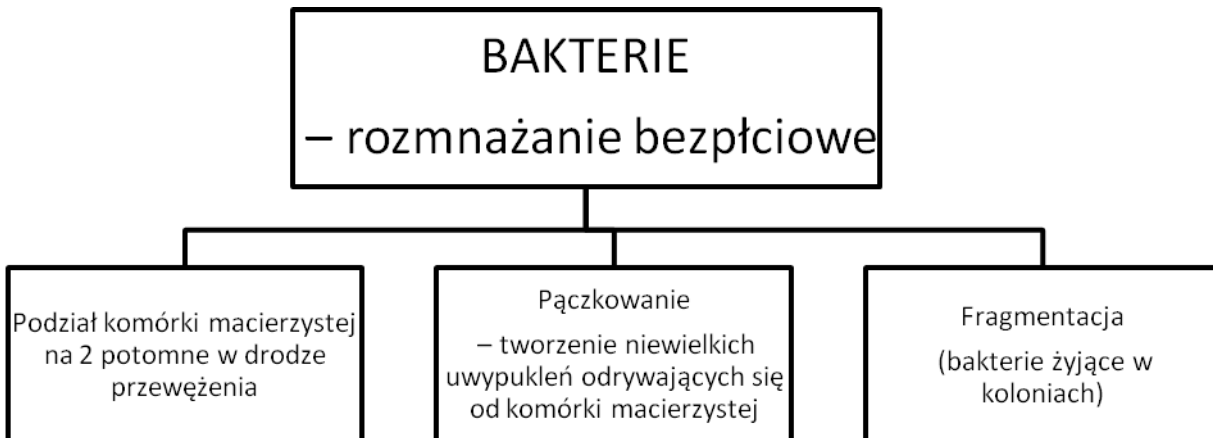 BAKTERIE
– rozmnażanie bezpłciowe
Podział komórki macierzystej
na 2 potomne w drodze
przewężenia
Pączkowanie
– tworzenie niewielkich
uwypukleń odrywających się
od komórki macierzystej
Fragmentacja
(bakterie żyjące w
koloniach)